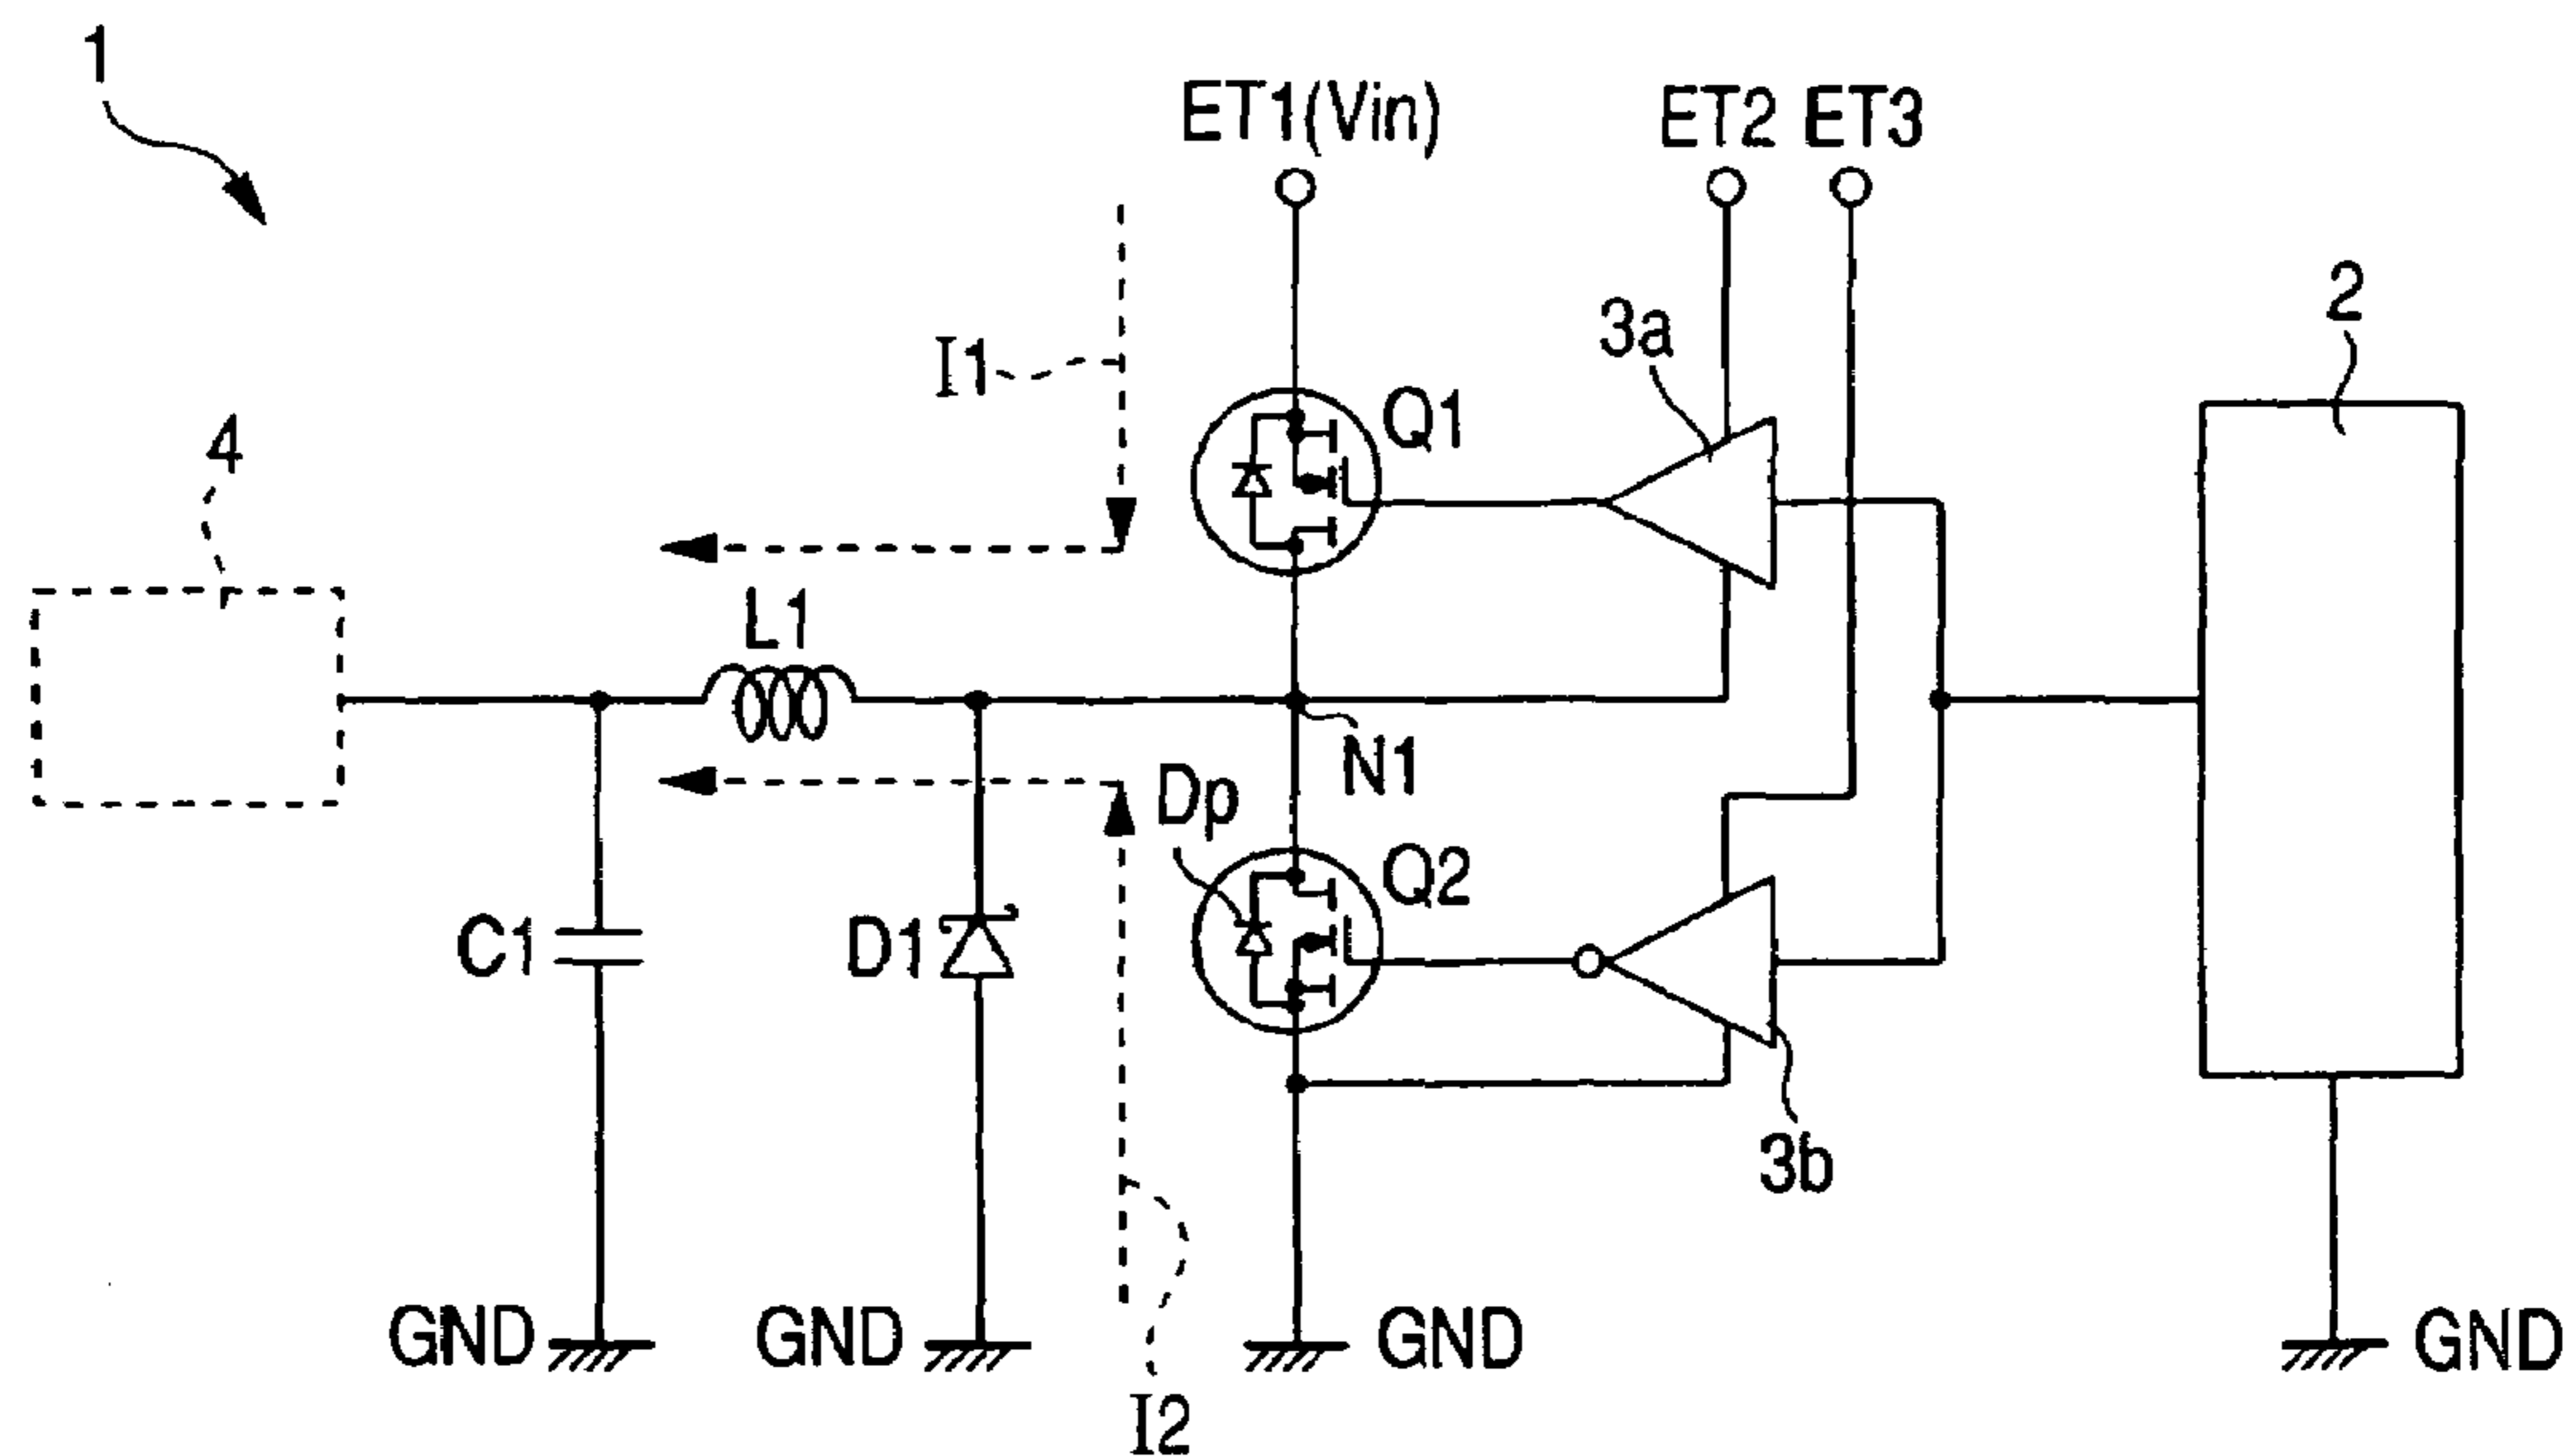 1
ET1(Vin)
ET2
ET3
2
3a
I1
Q1
4
L1
N1
Dp
Q2
C1
D1
3b
GND
GND
GND
GND
I2